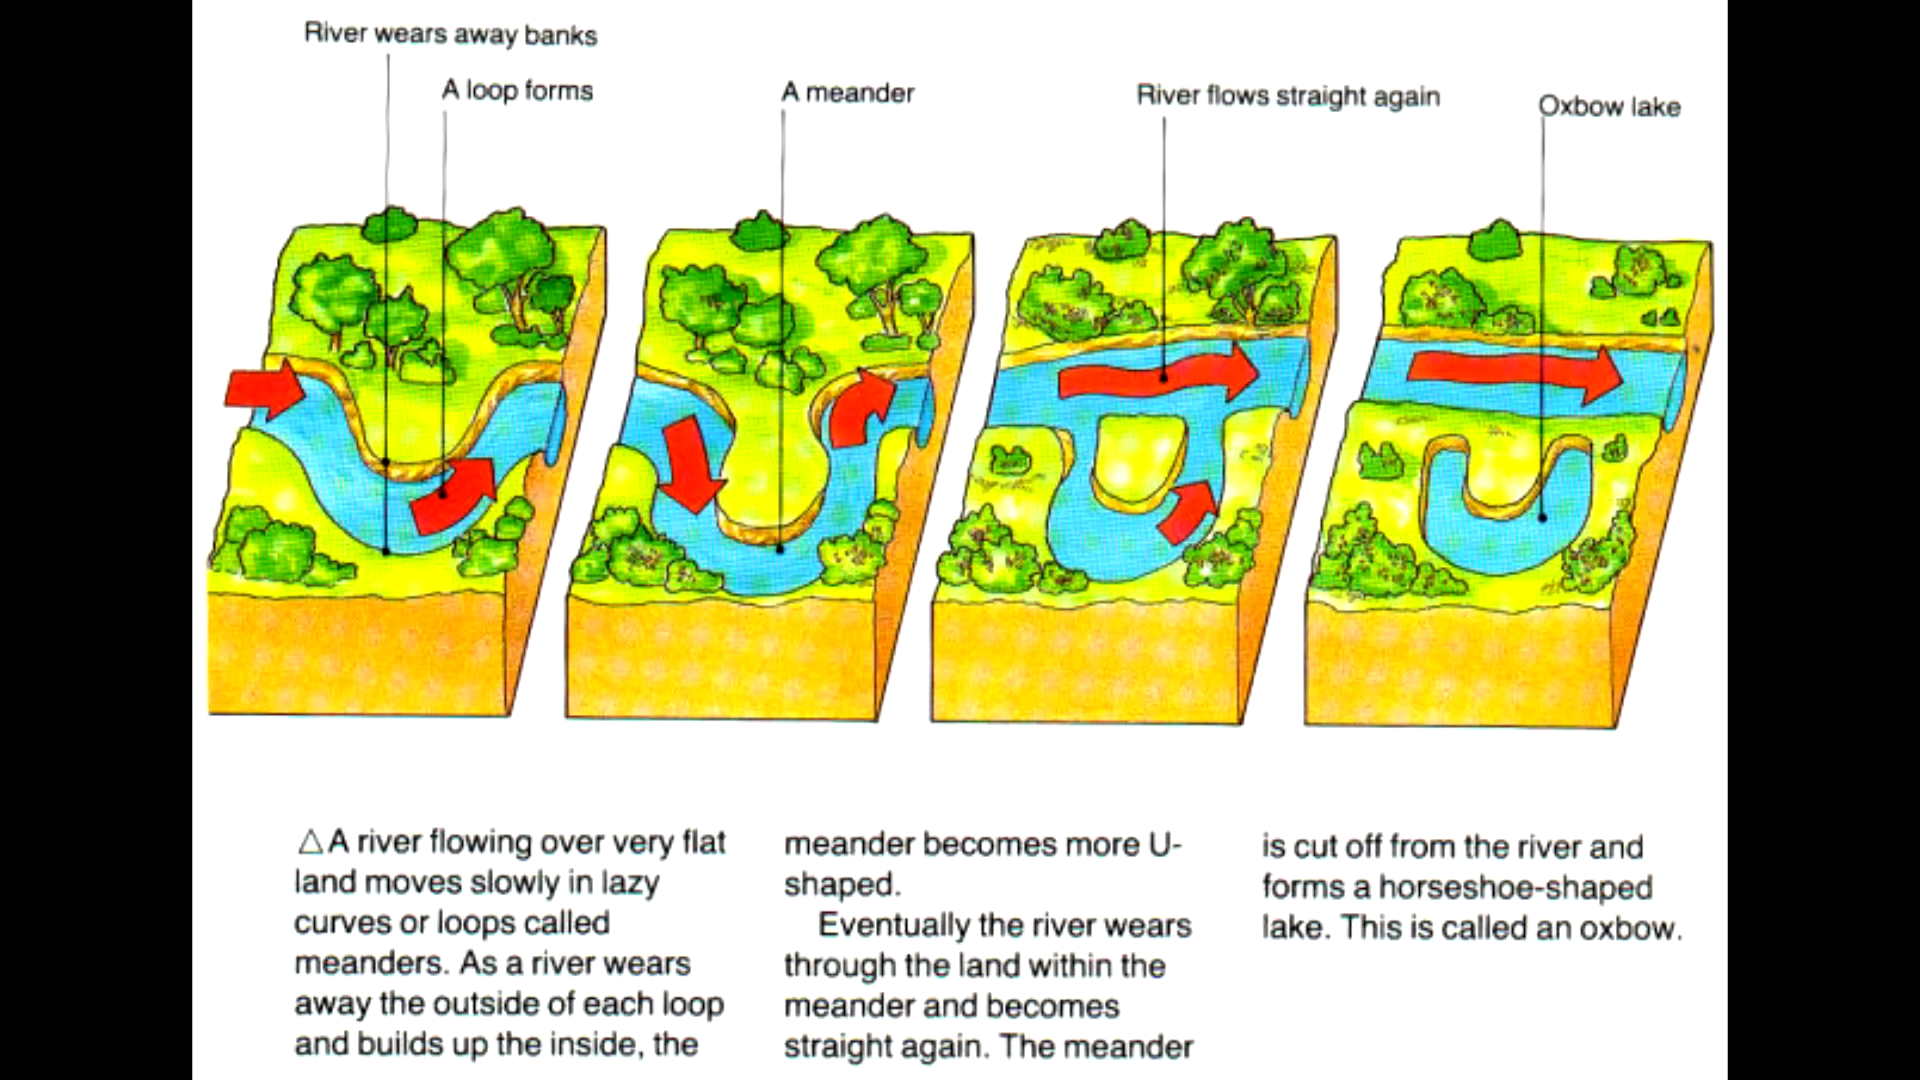 River wears away banks
A loop forms
A meander
River flows straight again
Oxbow lake
△A river flowing over very flat
land moves slowly in lazy
curves or loops called
meanders. As a river wears
away the outside of each loop
and builds up the inside, the
meander becomes more U-
shaped.
Eventually the river wears
through the land within the
meander and becomes
straight again. The meander
is cut off from the river and
forms a horseshoe-shaped
lake. This is called an oxbow.